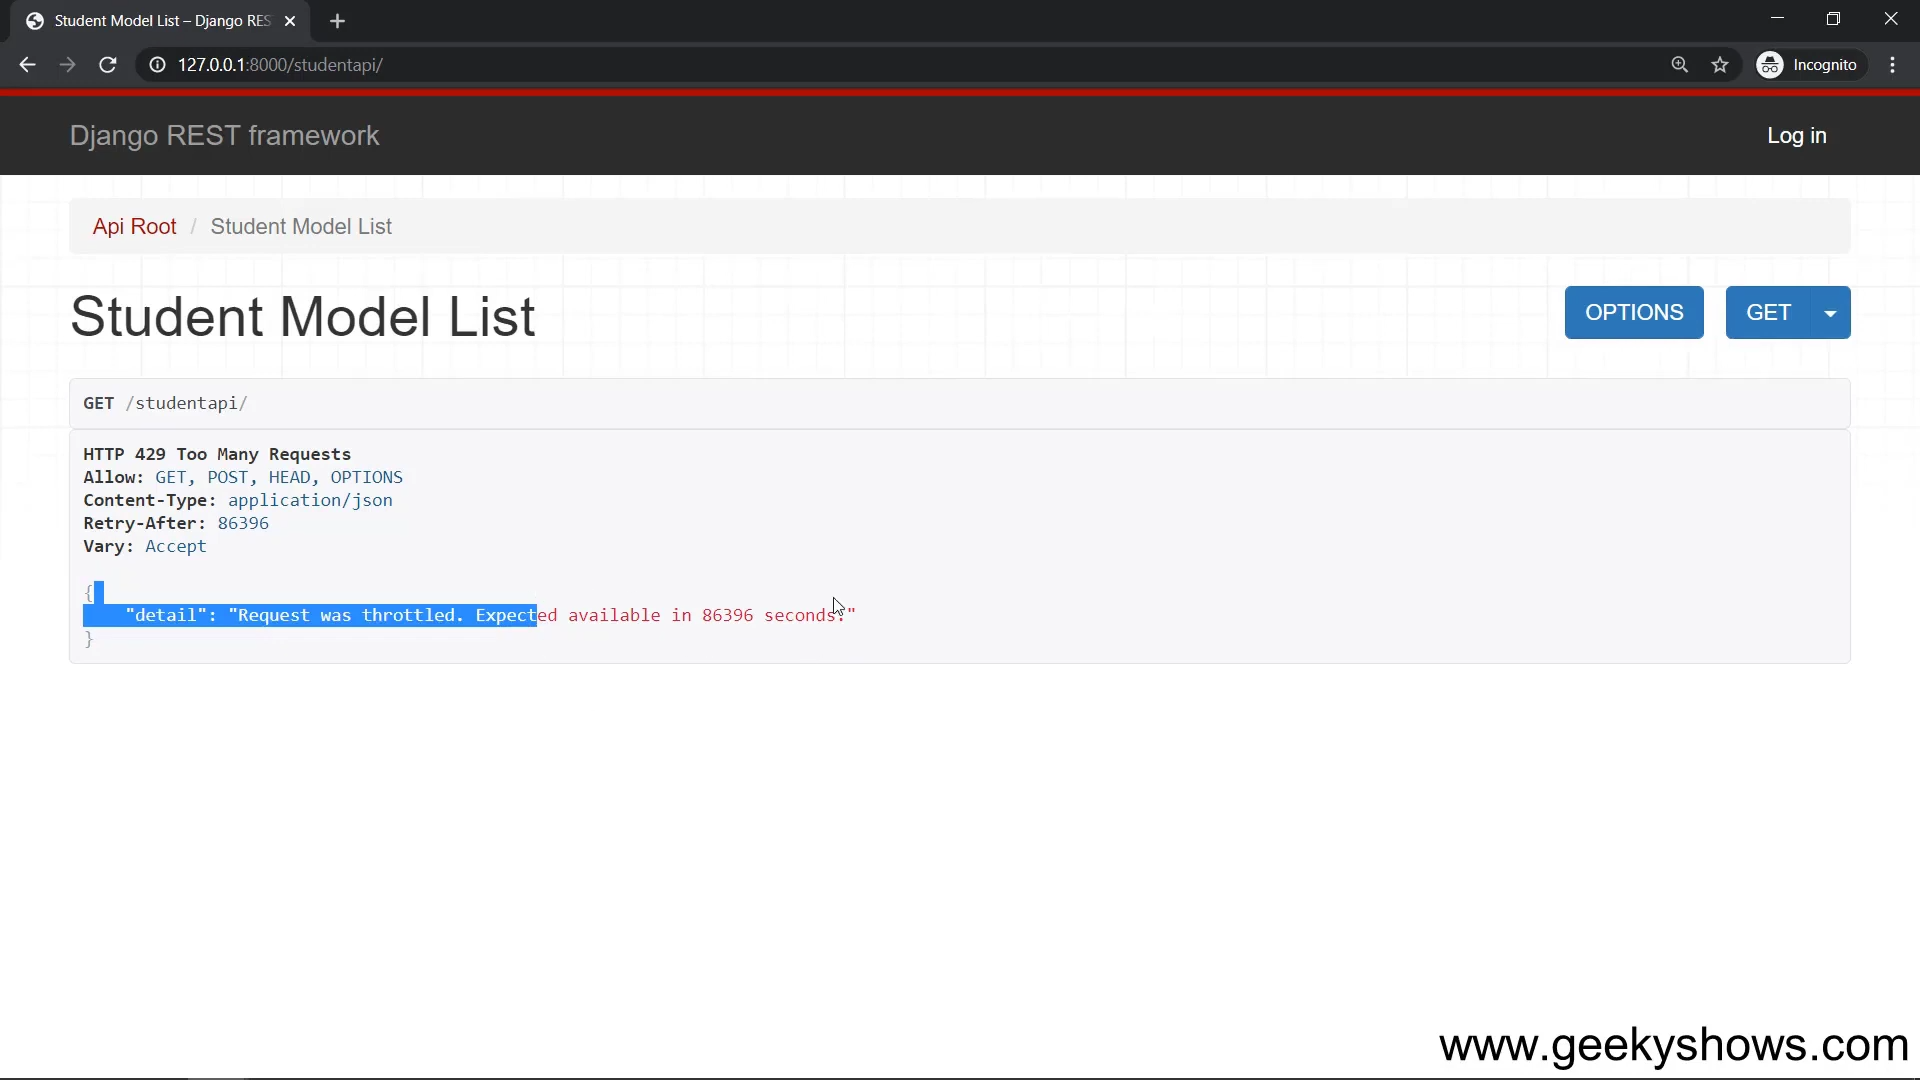 Student Model List – Django RES
127.0.0.1:8000/studentapi/
Incognito
Django REST framework
Log in
Api Root / Student Model List
Student Model List
OPTIONS
GET
GET /studentapi/
HTTP 429 Too Many Requests
Allow: GET, POST, HEAD, OPTIONS
Content-Type: application/json
Retry-After: 86396
Vary: Accept
{
"detail": "Request was throttled. Expected available in 86396 seconds."
}
www.geekyshows.com